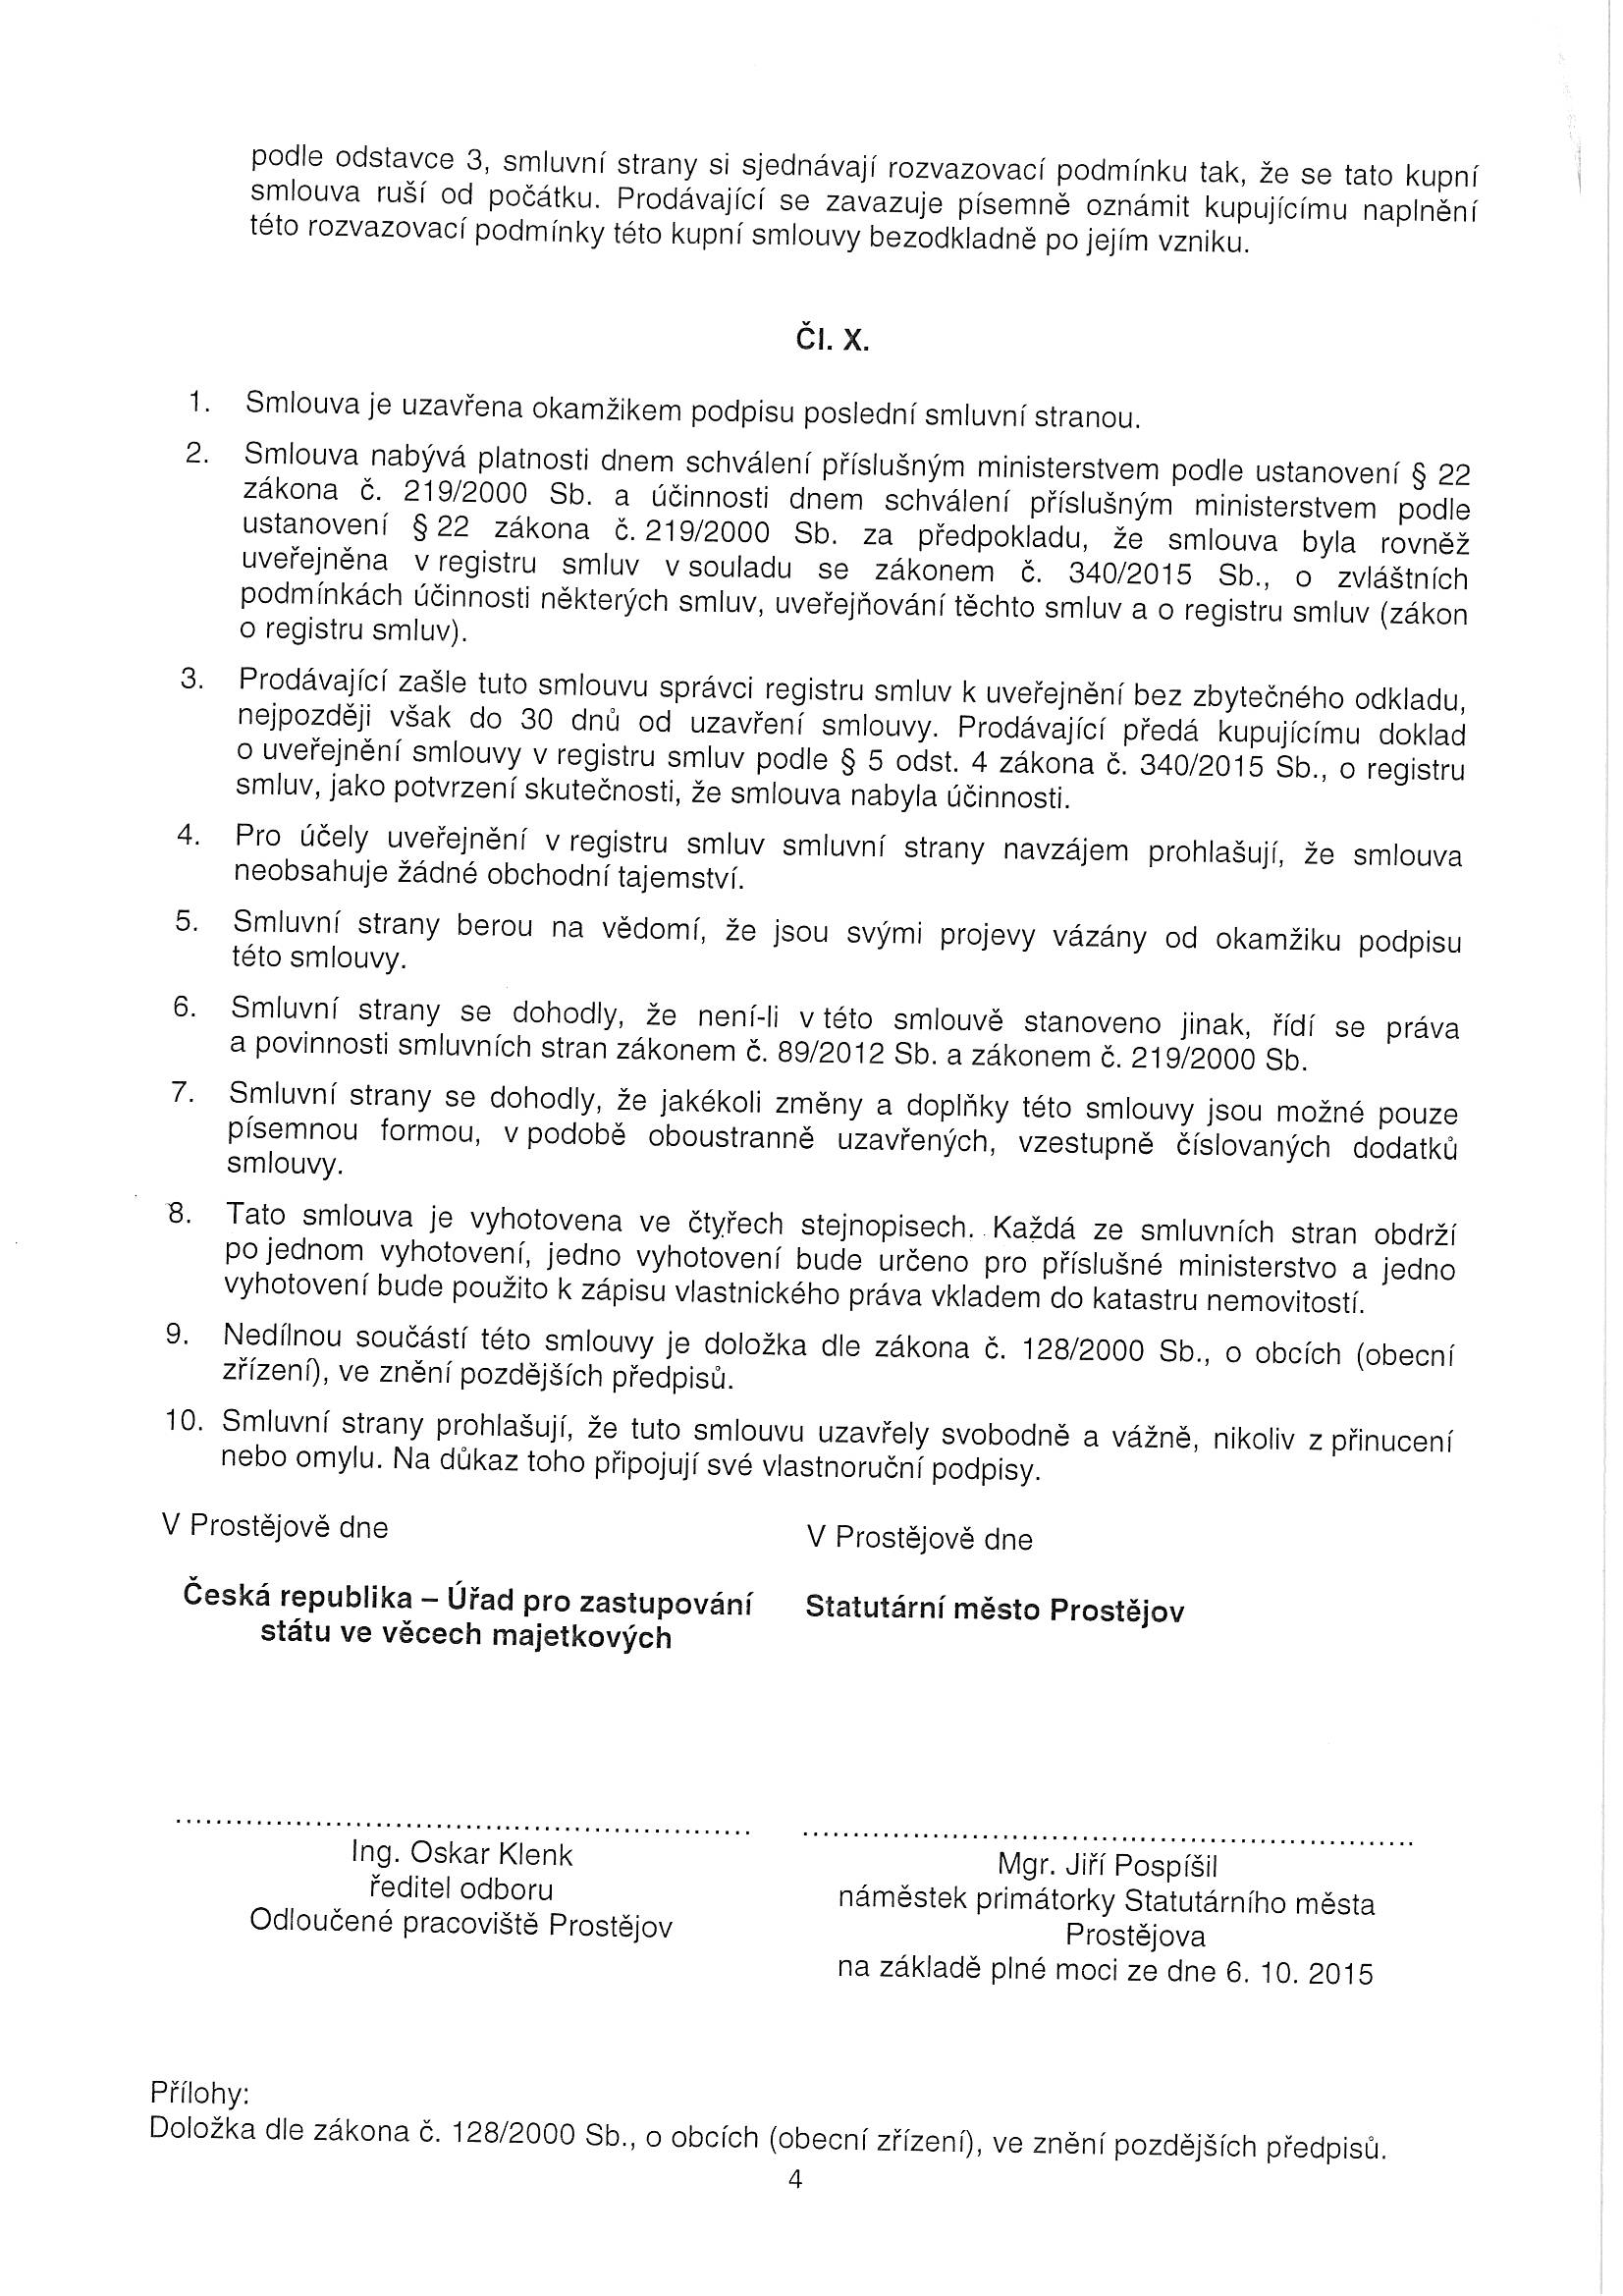 podle odstavce 3, smluvní strany si sjednávají rozvazovací podmínku tak, že se tato kupní
smlouva ruší od počátku. Prodávající se zavazuje písemně oznámit kupujícímu naplnění
této rozvazovací podmínky této kupní smlouvy bezodkladně po jejím vzniku.
Čl. X.
1. Smlouva je uzavřena okamžikem podpisu poslední smluvní stranou.
2. Smlouva nabývá platnosti dnem schválení příslušným ministerstvem podle ustanovení § 22
zákona č. 219/2000 Sb. a účinnosti dnem schválení příslušným ministerstvem podle
ustanovení § 22 zákona č. 219/2000 Sb. za předpokladu, že smlouva byla rovněž
uveřejněna v registru smluv v souladu se zákonem č. 340/2015 Sb., o zvláštních
podmínkách účinnosti některých smluv, uveřejňování těchto smluv a o registru smluv (zákon
o registru smluv).
3. Prodávající zašle tuto smlouvu správci registru smluv k uveřejnění bez zbytečného odkladu,
nejpozději však do 30 dnů od uzavření smlouvy. Prodávající předá kupujícímu doklad
o uveřejnění smlouvy v registru smluv podle § 5 odst. 4 zákona č. 340/2015 Sb., o registru
smluv, jako potvrzení skutečnosti, že smlouva nabyla účinnosti.
4. Pro účely uveřejnění v registru smluv smluvní strany navzájem prohlašují, že smlouva
neobsahuje žádné obchodní tajemství.
5. Smluvní strany berou na vědomí, že jsou svými projevy vázány od okamžiku podpisu
této smlouvy.
6. Smluvní strany se dohodly, že není-li v této smlouvě stanoveno jinak, řídí se práva
a povinnosti smluvních stran zákonem č. 89/2012 Sb. a zákonem č. 219/2000 Sb.
7. Smluvní strany se dohodly, že jakékoli změny a doplňky této smlouvy jsou možné pouze
písemnou formou, v podobě oboustranně uzavřených, vzestupně číslovaných dodatků
smlouvy.
8. Tato smlouva je vyhotovena ve čtyřech stejnopisech. Každá ze smluvních stran obdrží
po jednom vyhotovení, jedno vyhotovení bude určeno pro příslušné ministerstvo a jedno
vyhotovení bude použito k zápisu vlastnického práva vkladem do katastru nemovitostí.
9. Nedílnou součástí této smlouvy je doložka dle zákona č. 128/2000 Sb., o obcích (obecní
zřízení), ve znění pozdějších předpisů.
10. Smluvní strany prohlašují, že tuto smlouvu uzavřely svobodně a vážně, nikoliv z přinucení
nebo omylu. Na důkaz toho připojují své vlastnoruční podpisy.
V Prostějově dne
V Prostějově dne
Česká republika – Úřad pro zastupování
státu ve věcech majetkových
Statutární město Prostějov
Ing. Oskar Klenk
ředitel odboru
Odloučené pracoviště Prostějov
Mgr. Jiří Pospíšil
náměstek primátorky Statutárního města
Prostějova
na základě plné moci ze dne 6. 10. 2015
Přílohy:
Doložka dle zákona č. 128/2000 Sb., o obcích (obecní zřízení), ve znění pozdějších předpisů.
4